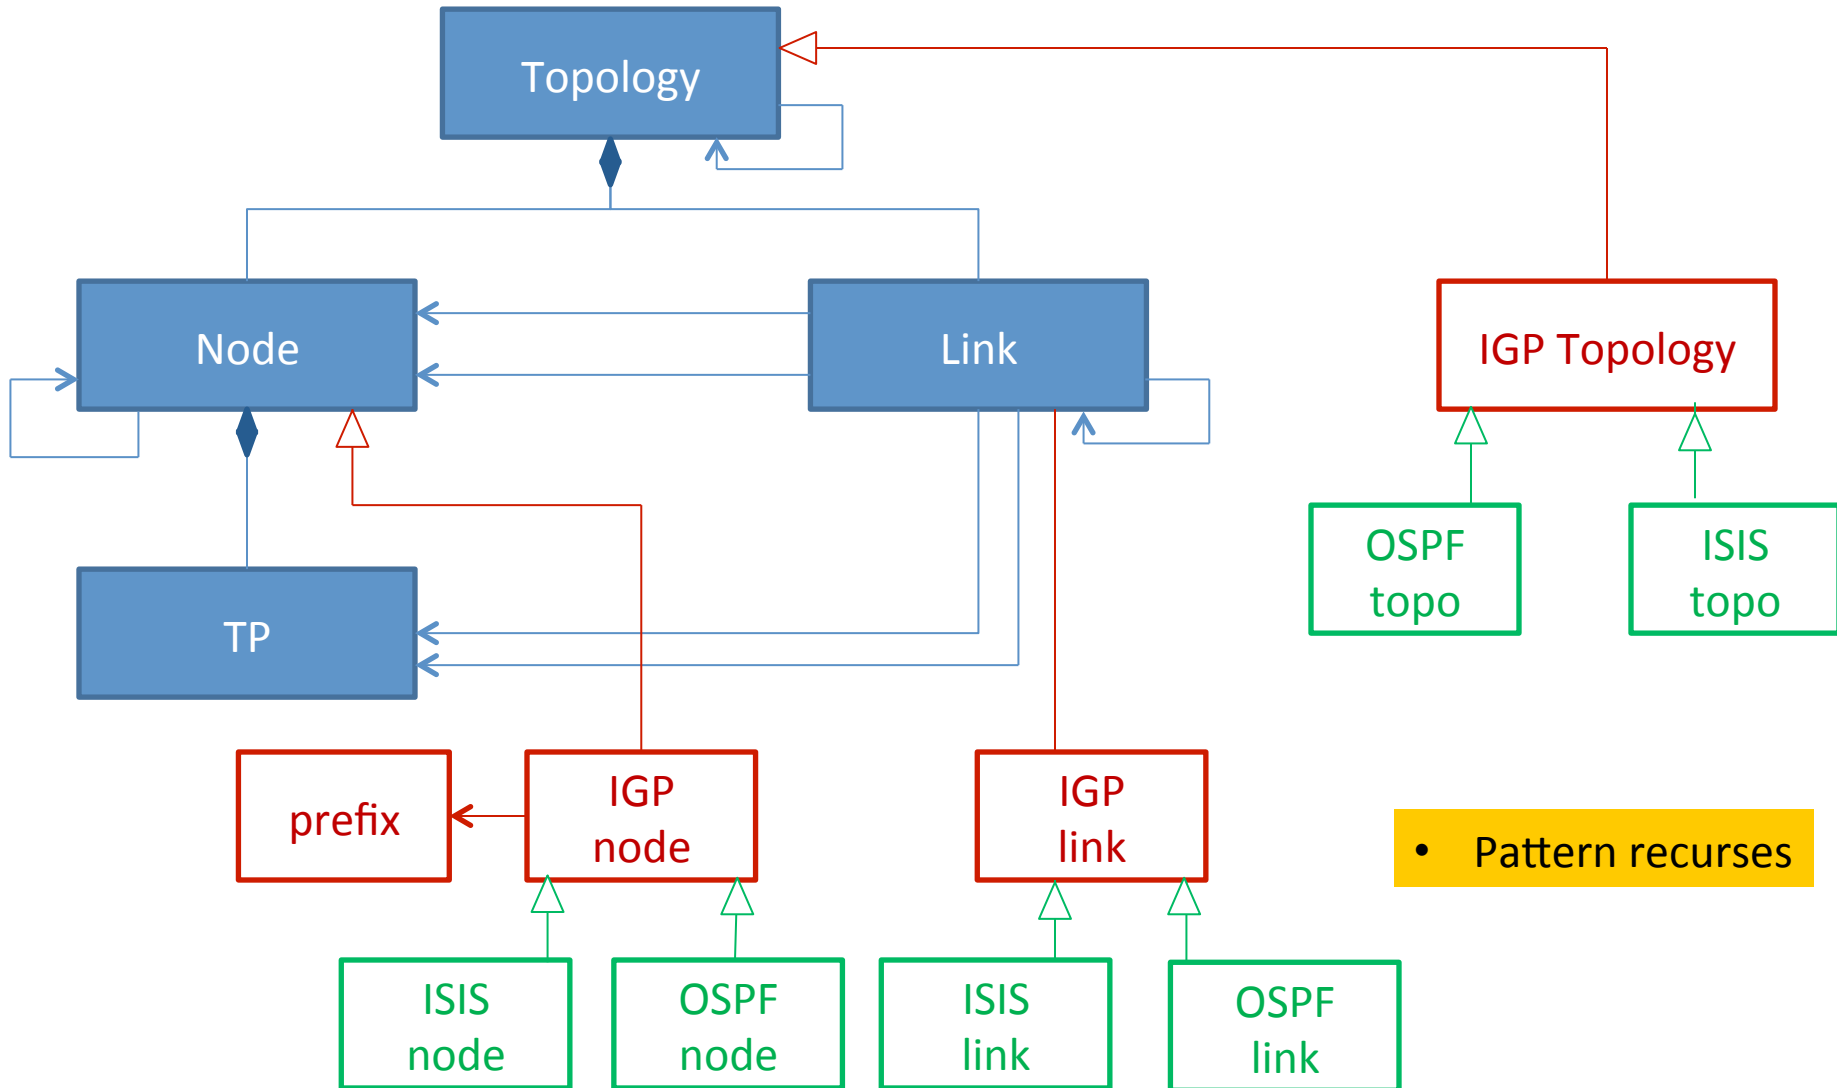 Topology
Node
Link
IGP Topology
OSPF
topo
ISIS
topo
TP
prefix
IGP
node
IGP
link
• Pattern recurses
ISIS
node
OSPF
node
ISIS
link
OSPF
link